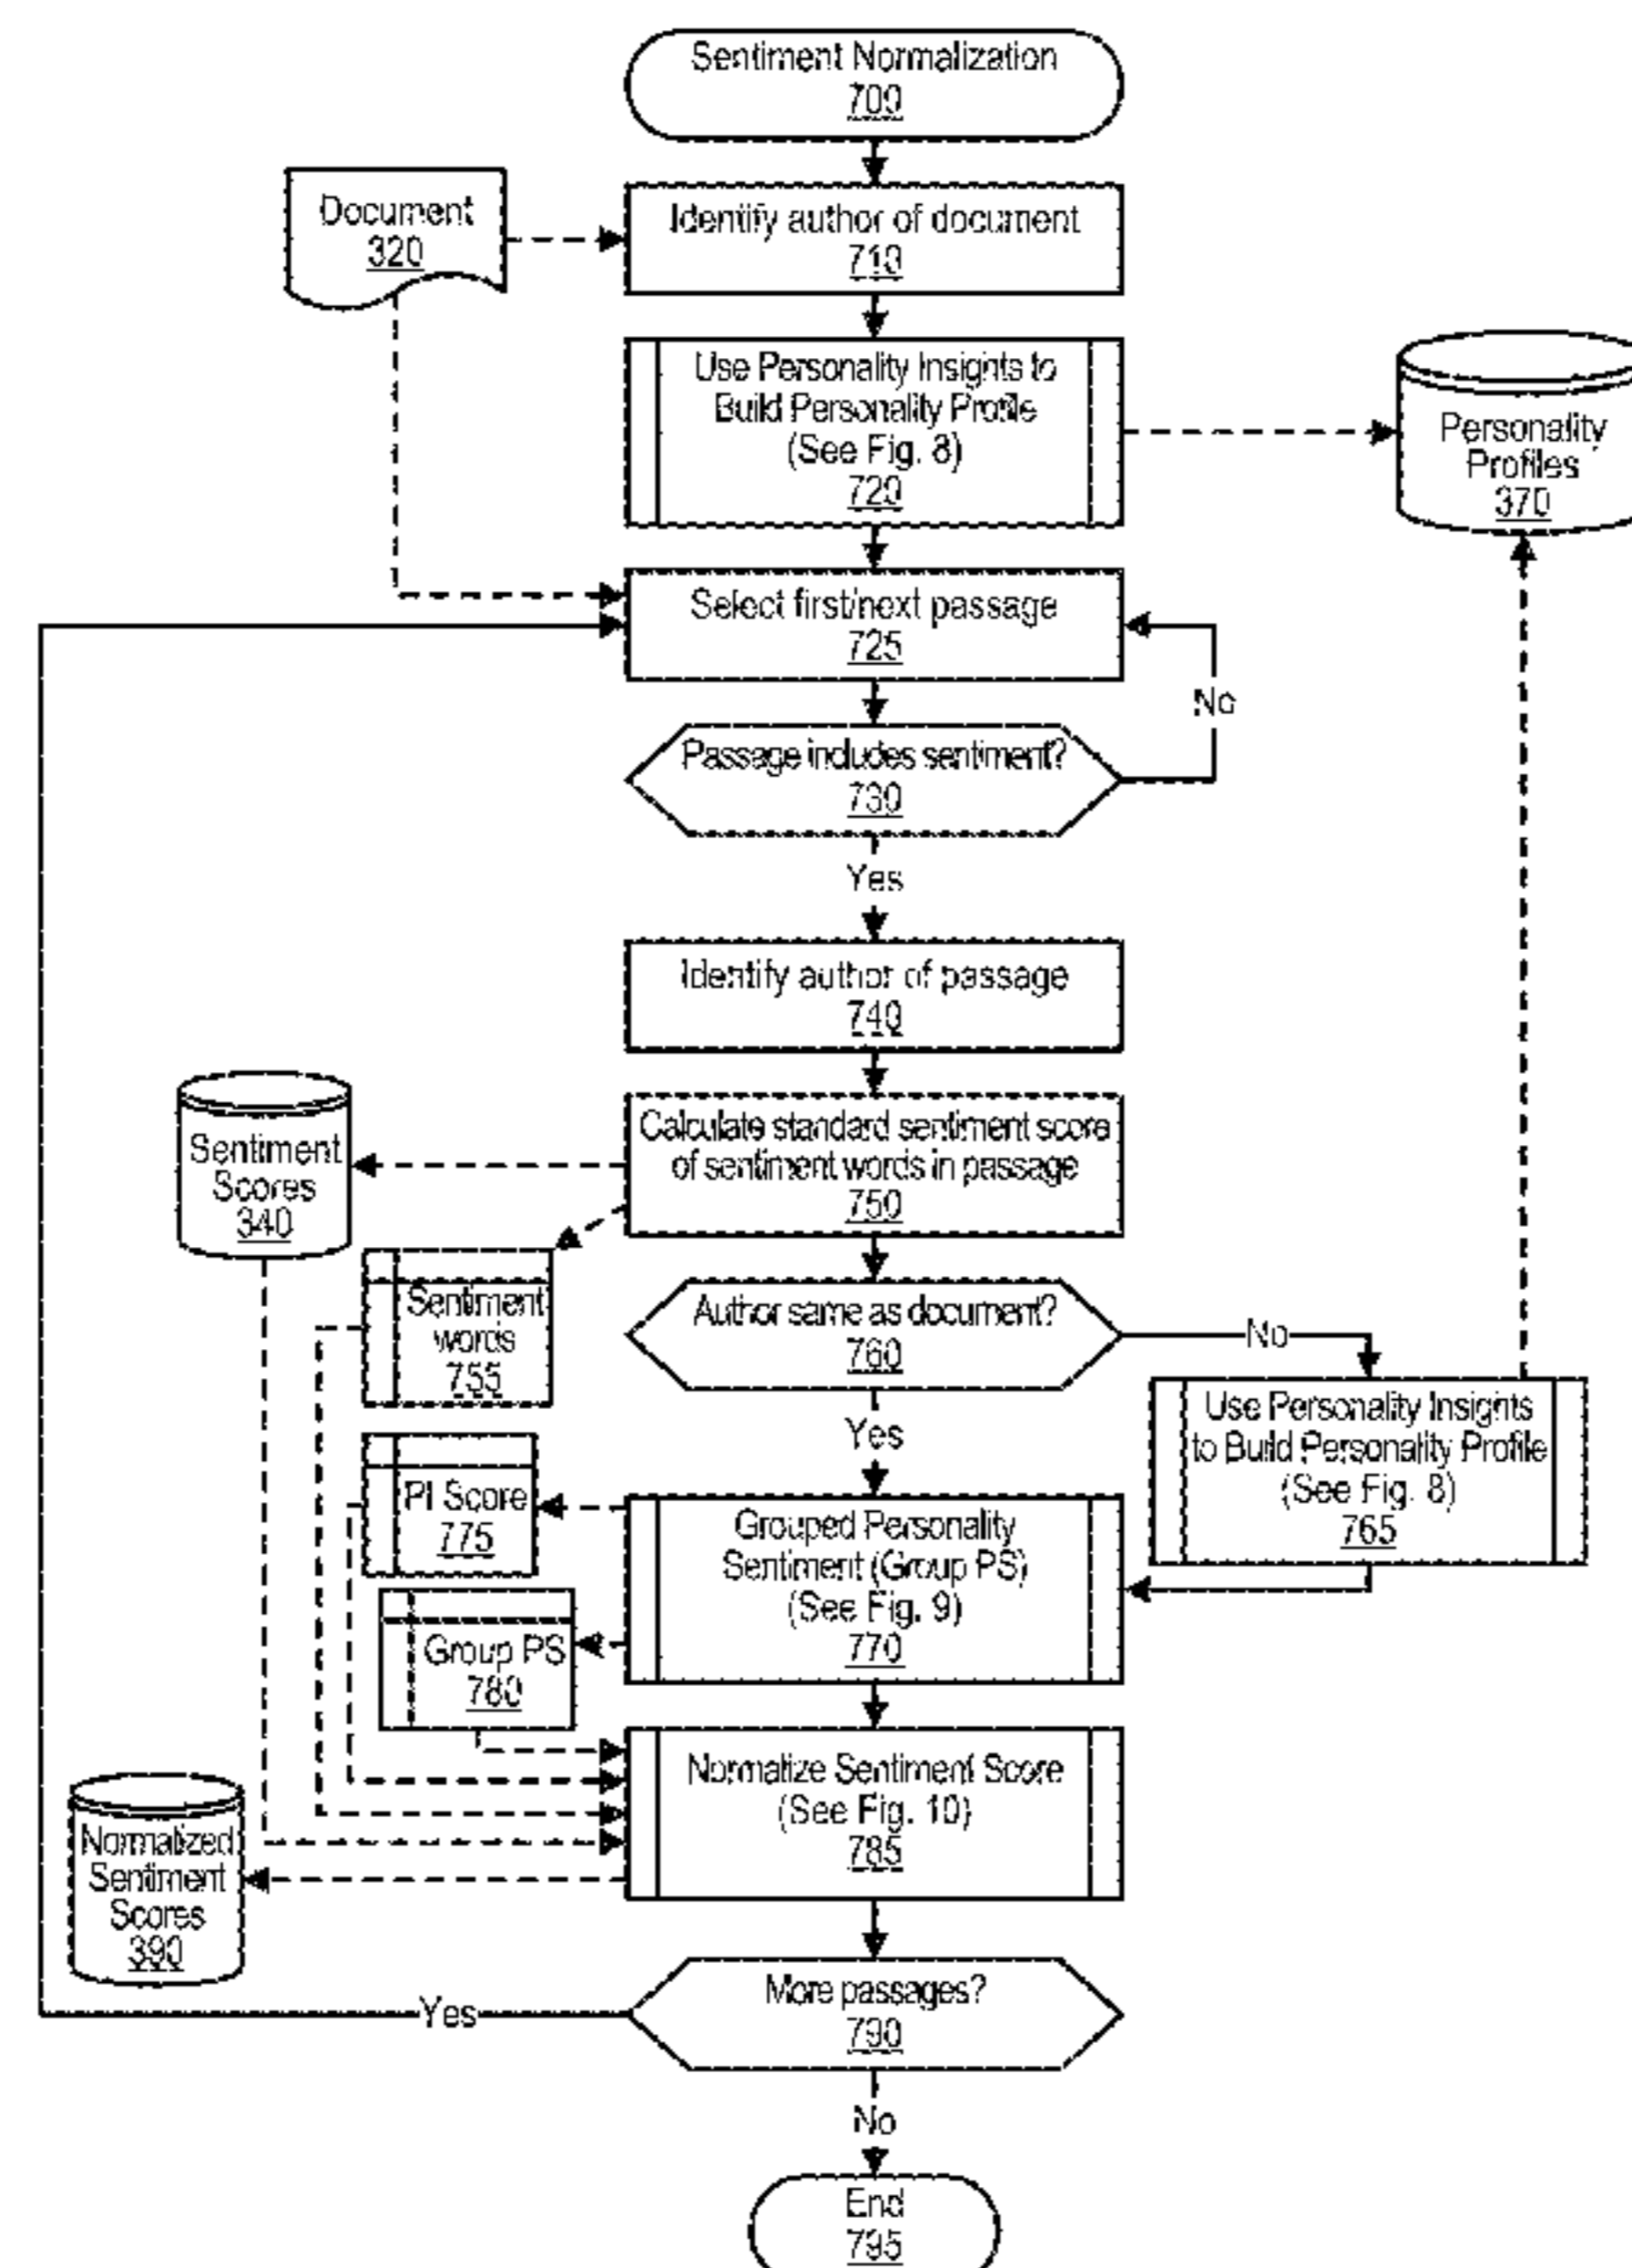 Sentiment Normalization
700
Document
320
Identify author of document
710
Use Personality Insights to
Build Personality Profile
(See Fig. 8)
720
Personality
Profiles
370
Select first/next passage
725
No
Passage includes sentiment?
730
Yes
Identify author of passage
740
Calculate standard sentiment score
of sentiment words in passage
750
Sentiment
Scores
340
Sentiment
words
755
Author same as document?
760
No
Yes
Use Personality Insights
to Build Personality Profile
(See Fig. 8)
765
PI Score
775
Grouped Personality
Sentiment (Group PS)
(See Fig. 9)
770
Group PS
780
Normalize Sentiment Score
(See Fig. 10)
785
Normalized
Sentiment
Scores
390
More passages?
790
Yes
No
End
795